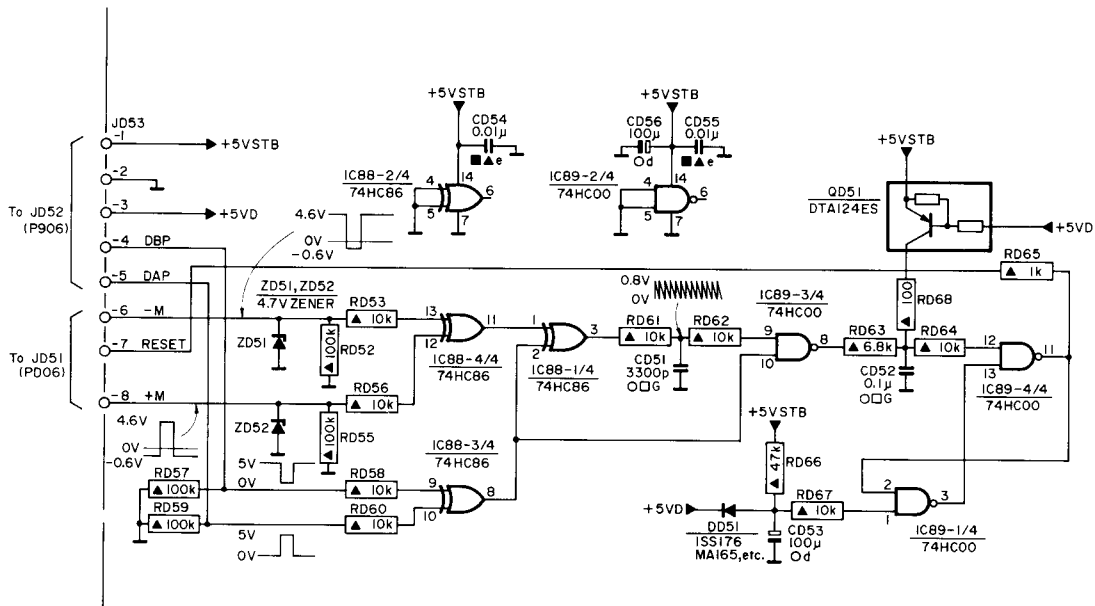 +5VSTB
+5VSTB
CD54
0.01μ
■▲e
CD56
100μ
○d
CD55
0.01μ
■▲e
+5VSTB
JD53
-1
+5VSTB
-2
-3
+5VD
-4 DBP
-5 DAP
-6 -M
-7 RESET
-8 +M
To JD52
(P906)
To JD51
(PD06)
IC88-2/4
74HC86
4
5
14
6
7
IC89-2/4
74HC00
4
5
14
6
7
QD51
DTA124ES
+5VD
4.6V
0V
-0.6V
RD65
▲ 1k
ZD51,ZD52
4.7V ZENER
RD53
▲ 10k
ZD51
▲ 100k
RD52
13
12
11
IC88-4/4
74HC86
0.8V
0V
1
2
3
IC88-1/4
74HC86
RD61
▲ 10k
RD62
▲ 10k
CD51
3300p
○□G
IC89-3/4
74HC00
9
10
8
▲ 100
RD68
RD63
▲ 6.8k
RD64
▲ 10k
CD52
0.1μ
○□G
12
13
11
IC89-4/4
74HC00
RD56
▲ 10k
ZD52
▲ 100k
RD55
4.6V
0V
-0.6V
5V
0V
RD57
▲ 100k
RD58
▲ 10k
IC88-3/4
74HC86
9
10
8
RD59
▲ 100k
RD60
▲ 10k
5V
0V
+5VSTB
▲ 47k
RD66
+5VD
DD51
1SS176
MA165,etc.
RD67
▲ 10k
CD53
100μ
○d
2
1
3
IC89-1/4
74HC00